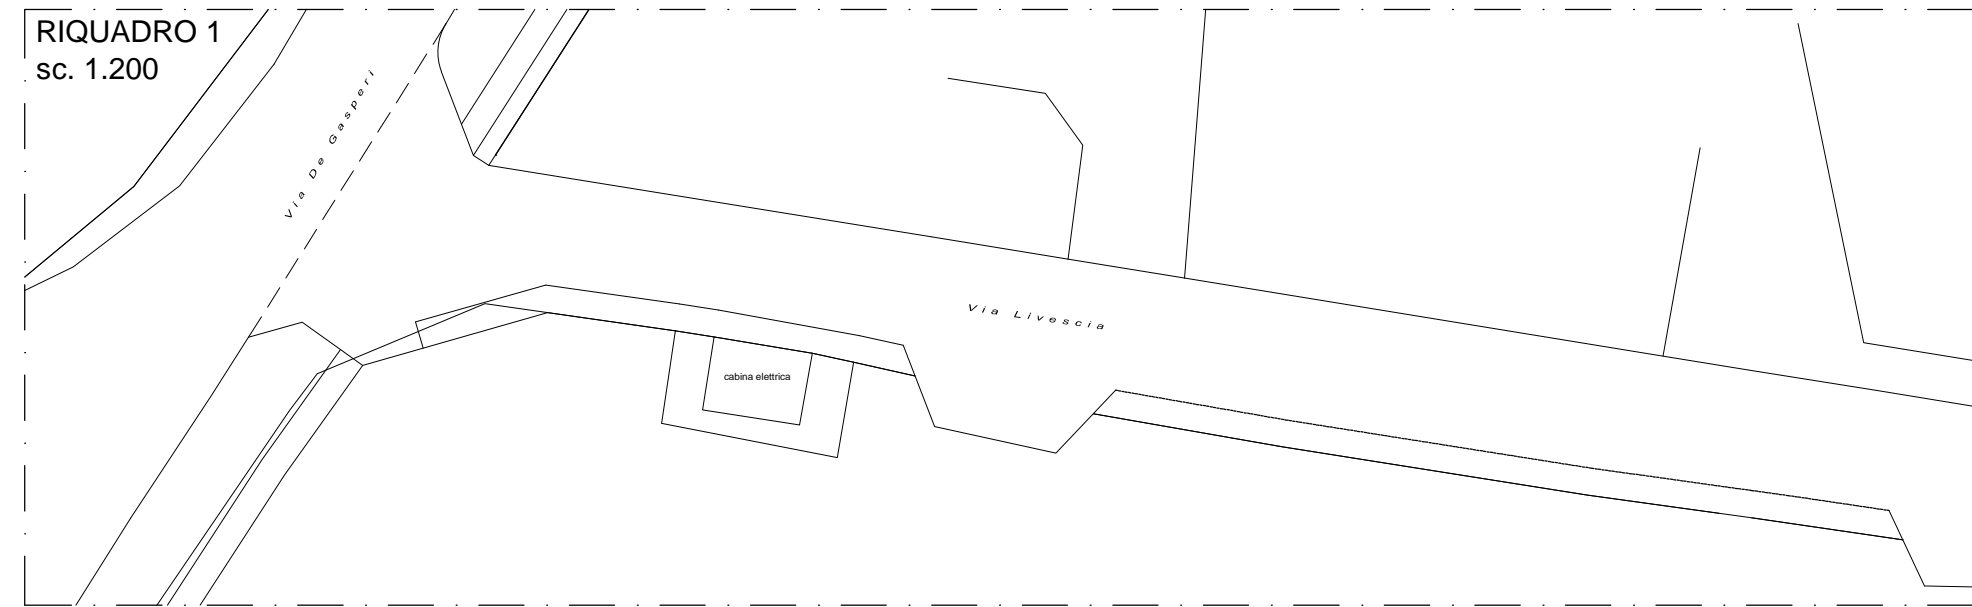 RIQUADRO 1
sc. 1.200
Via De Gasperi
Via Livescia
cabina elettrica